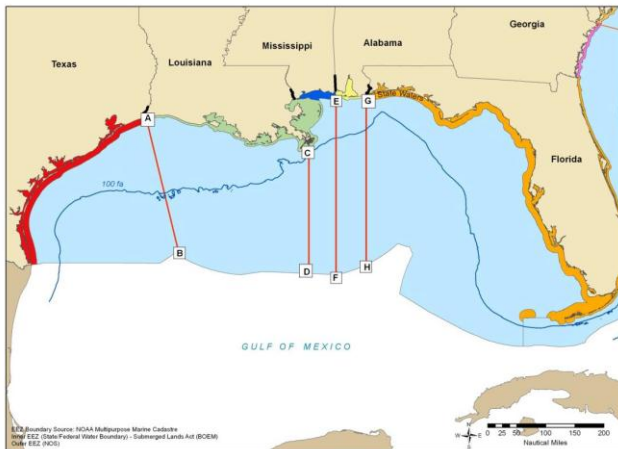 Georgia
Mississippi
Alabama
Texas
Louisiana
E
G
State Waters
A
C
Florida
100 fa
B
D
F
H
GULF OF MEXICO
EEZ Boundary Source: NOAA Multipurpose Marine Cadastre
Inner EEZ (State/Federal Water Boundary) - Submerged Lands Act (BOEM)
Outer EEZ (NOS)
N
W
E
S
0 25 50 100 150 200
Nautical Miles